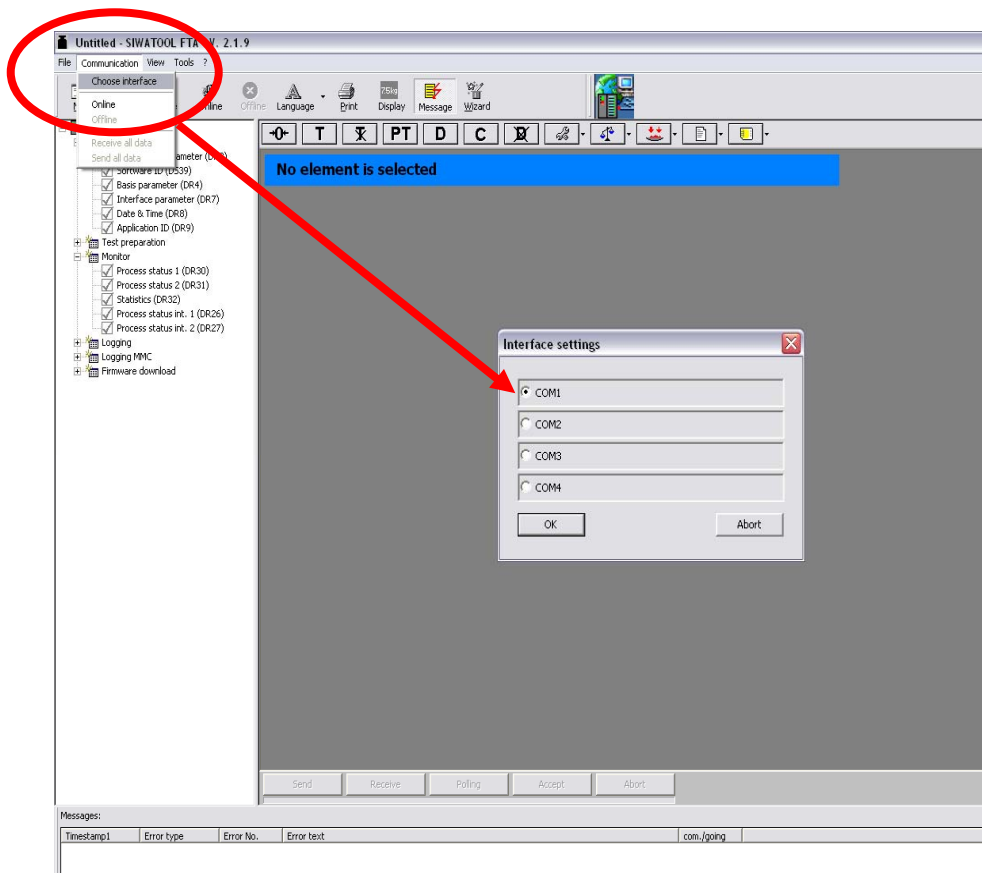 Untitled - SIWATOOL FTA V. 2.1.9
File Communication View Tools ?
Choose interface
Online
Offline
Receive all data
Send all data
Offline Language Print Display Message Wizard
75kg
→0← T T PT D C D
No element is selected
Software ID (DS39)
Basis parameter (DR4)
Interface parameter (DR7)
Date & Time (DR8)
Application ID (DR9)
Test preparation
Monitor
Process status 1 (DR30)
Process status 2 (DR31)
Statistics (DR32)
Process status int. 1 (DR26)
Process status int. 2 (DR27)
Logging
Logging MMC
Firmware download
Interface settings
COM1
COM2
COM3
COM4
OK Abort
Send Receive Polling Accept Abort
Messages:
Timestamp1 Error type Error No. Error text com./going